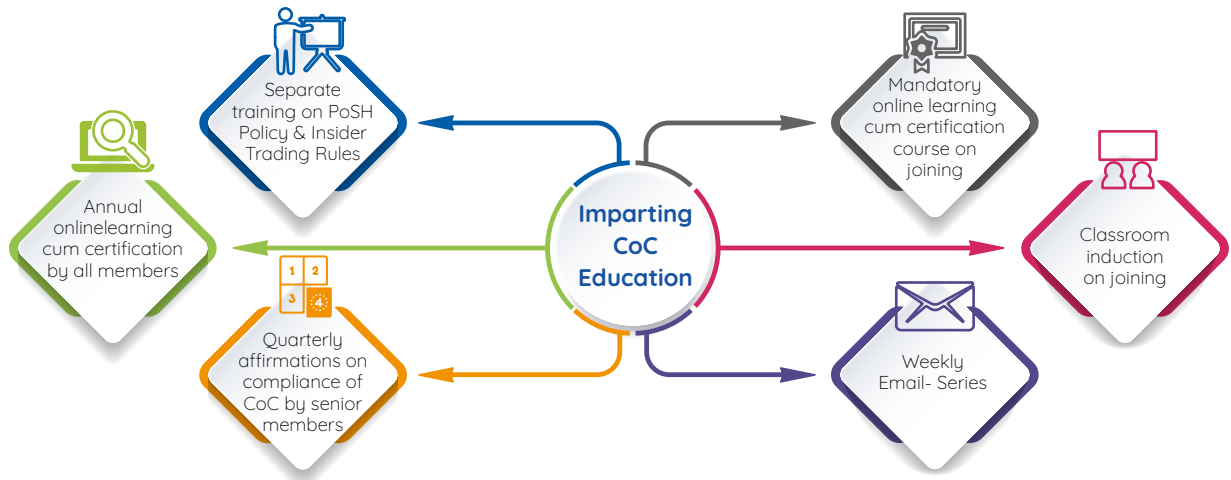 Separate
training on PoSH
Policy & Insider
Trading Rules
Mandatory
online learning
cum certification
course on
joining
Annual
onlinelearning
cum certification
by all members
Imparting
CoC
Education
Classroom
induction
on joining
1 2
3 4
Quarterly
affirmations on
compliance of
CoC by senior
members
Weekly
Email- Series